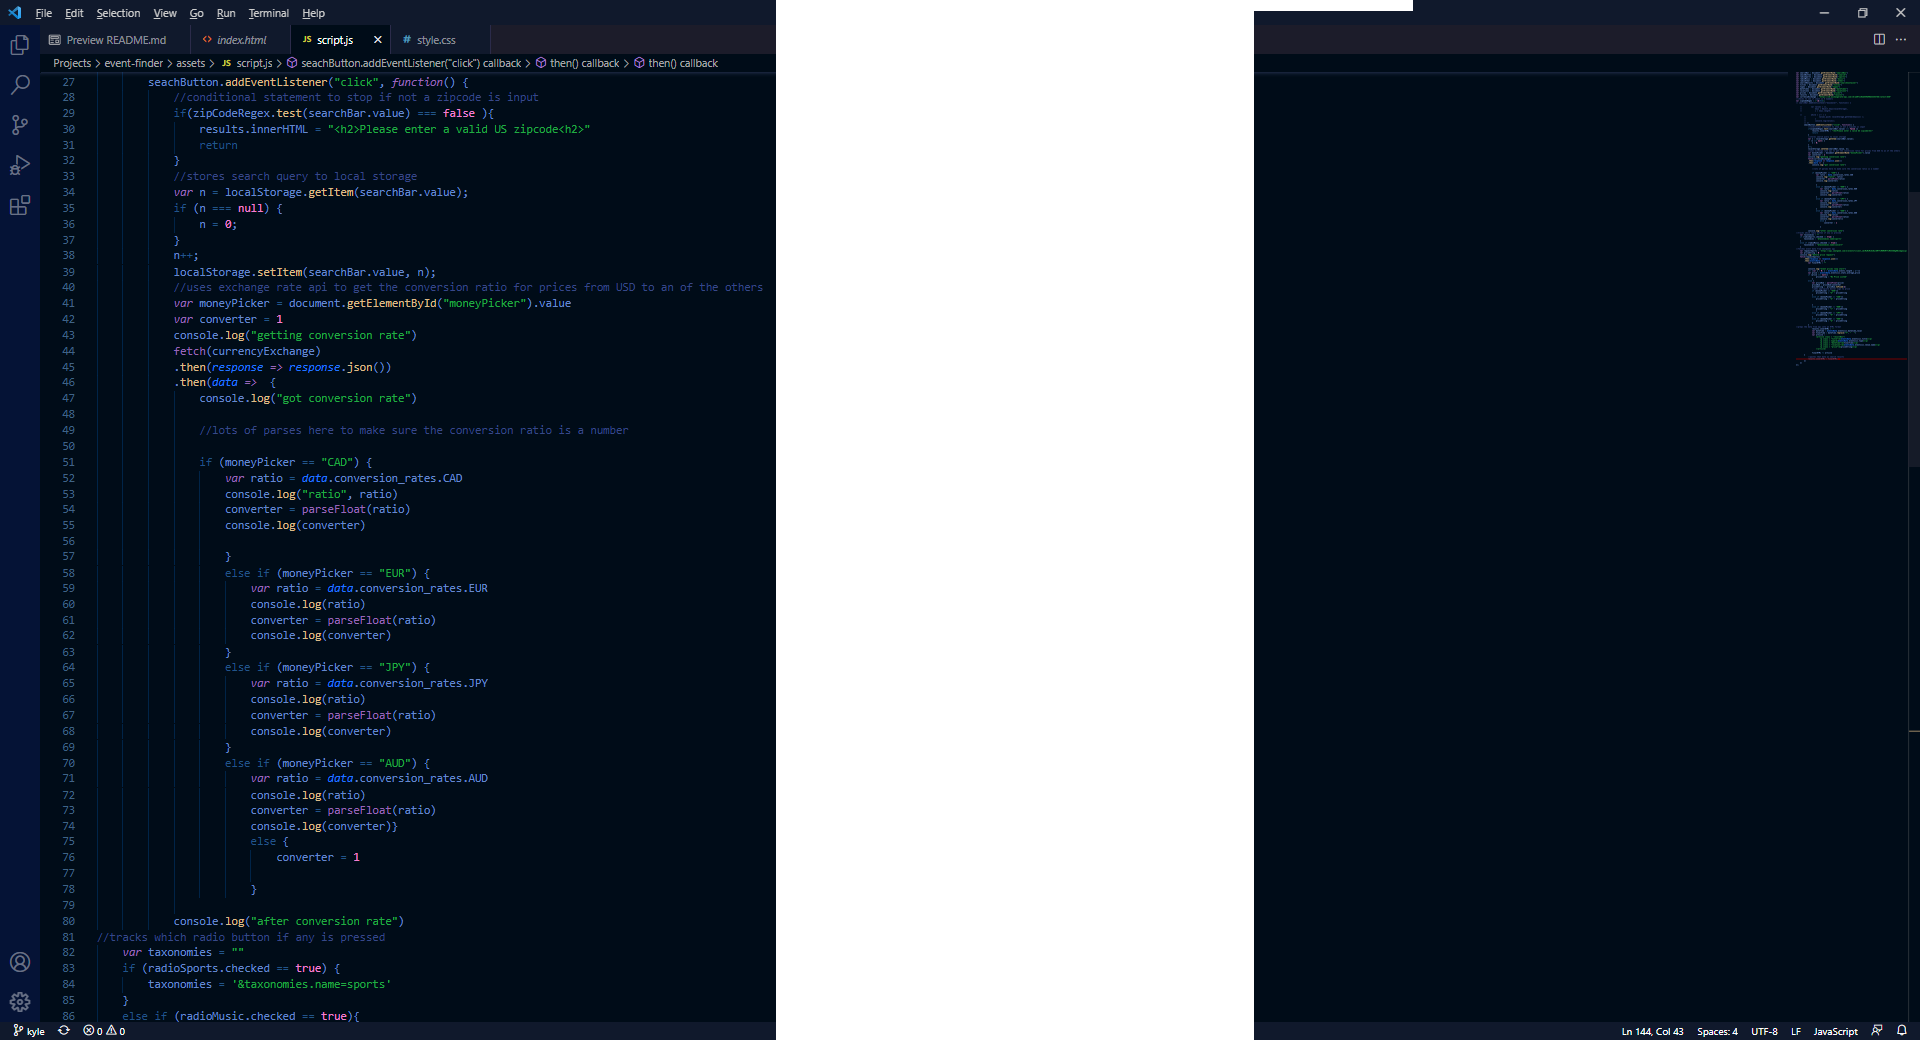 File Edit Selection View Go Run Terminal Help
Preview README.md index.html JS script.js # style.css
Projects > event-finder > assets > JS script.js > seachButton.addEventListener("click") callback > then() callback > then() callback
27 seachButton.addEventListener("click", function() {
28 //conditional statement to stop if not a zipcode is input
29 if(zipCodeRegex.test(searchBar.value) === false ){
30 results.innerHTML = "<h2>Please enter a valid US zipcode<h2>"
31 return
32 }
33 //stores search query to local storage
34 var n = localStorage.getItem(searchBar.value);
35 if (n === null) {
36 n = 0;
37 }
38 n++;
39 localStorage.setItem(searchBar.value, n);
40 //uses exchange rate api to get the conversion ratio for prices from USD to an of the others
41 var moneyPicker = document.getElementById("moneyPicker").value
42 var converter = 1
43 console.log("getting conversion rate")
44 fetch(currencyExchange)
45 .then(response => response.json())
46 .then(data => {
47 console.log("got conversion rate")
48
49 //lots of parses here to make sure the conversion ratio is a number
50
51 if (moneyPicker == "CAD") {
52 var ratio = data.conversion_rates.CAD
53 console.log("ratio", ratio)
54 converter = parseFloat(ratio)
55 console.log(converter)
56
57 }
58 else if (moneyPicker == "EUR") {
59 var ratio = data.conversion_rates.EUR
60 console.log(ratio)
61 converter = parseFloat(ratio)
62 console.log(converter)
63 }
64 else if (moneyPicker == "JPY") {
65 var ratio = data.conversion_rates.JPY
66 console.log(ratio)
67 converter = parseFloat(ratio)
68 console.log(converter)
69 }
70 else if (moneyPicker == "AUD") {
71 var ratio = data.conversion_rates.AUD
72 console.log(ratio)
73 converter = parseFloat(ratio)
74 console.log(converter)}
75 else {
76 converter = 1
77
78 }
79
80 console.log("after conversion rate")
81 //tracks which radio button if any is pressed
82 var taxonomies = ""
83 if (radioSports.checked == true) {
84 taxonomies = '&taxonomies.name=sports'
85 }
86 else if (radioMusic.checked == true){
kyle 0 0 Ln 144, Col 43 Spaces: 4 UTF-8 LF JavaScript